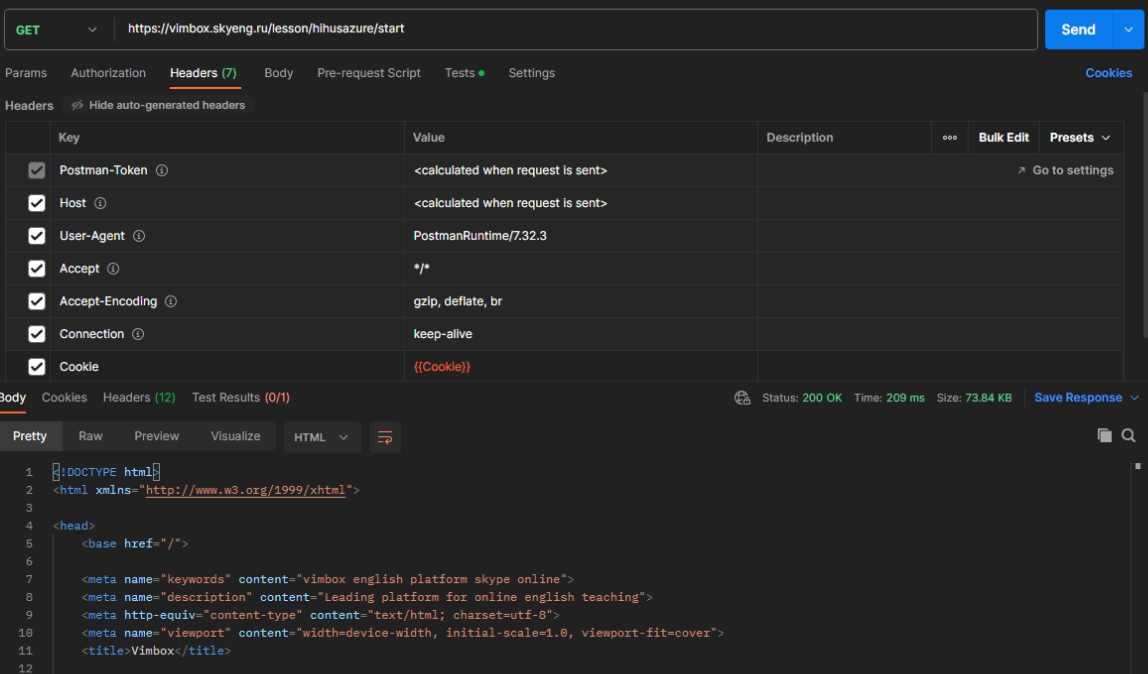 GET https://vimbox.skyeng.ru/lesson/hihusazure/start Send
Params Authorization Headers (7) Body Pre-request Script Tests Settings Cookies
Headers Hide auto-generated headers
Key Value Description Bulk Edit Presets
Postman-Token <calculated when request is sent> Go to settings
Host <calculated when request is sent>
User-Agent PostmanRuntime/7.32.3
Accept */*
Accept-Encoding gzip, deflate, br
Connection keep-alive
Cookie {{Cookie}}
Body Cookies Headers (12) Test Results (0/1) Status: 200 OK Time: 209 ms Size: 73.84 KB Save Response
Pretty Raw Preview Visualize HTML
1 <!DOCTYPE html>
2 <html xmlns="http://www.w3.org/1999/xhtml">
3
4 <head>
5 <base href="/">
6
7 <meta name="keywords" content="vimbox english platform skype online">
8 <meta name="description" content="Leading platform for online english teaching">
9 <meta http-equiv="content-type" content="text/html; charset=utf-8">
10 <meta name="viewport" content="width=device-width, initial-scale=1.0, viewport-fit=cover">
11 <title>Vimbox</title>
12